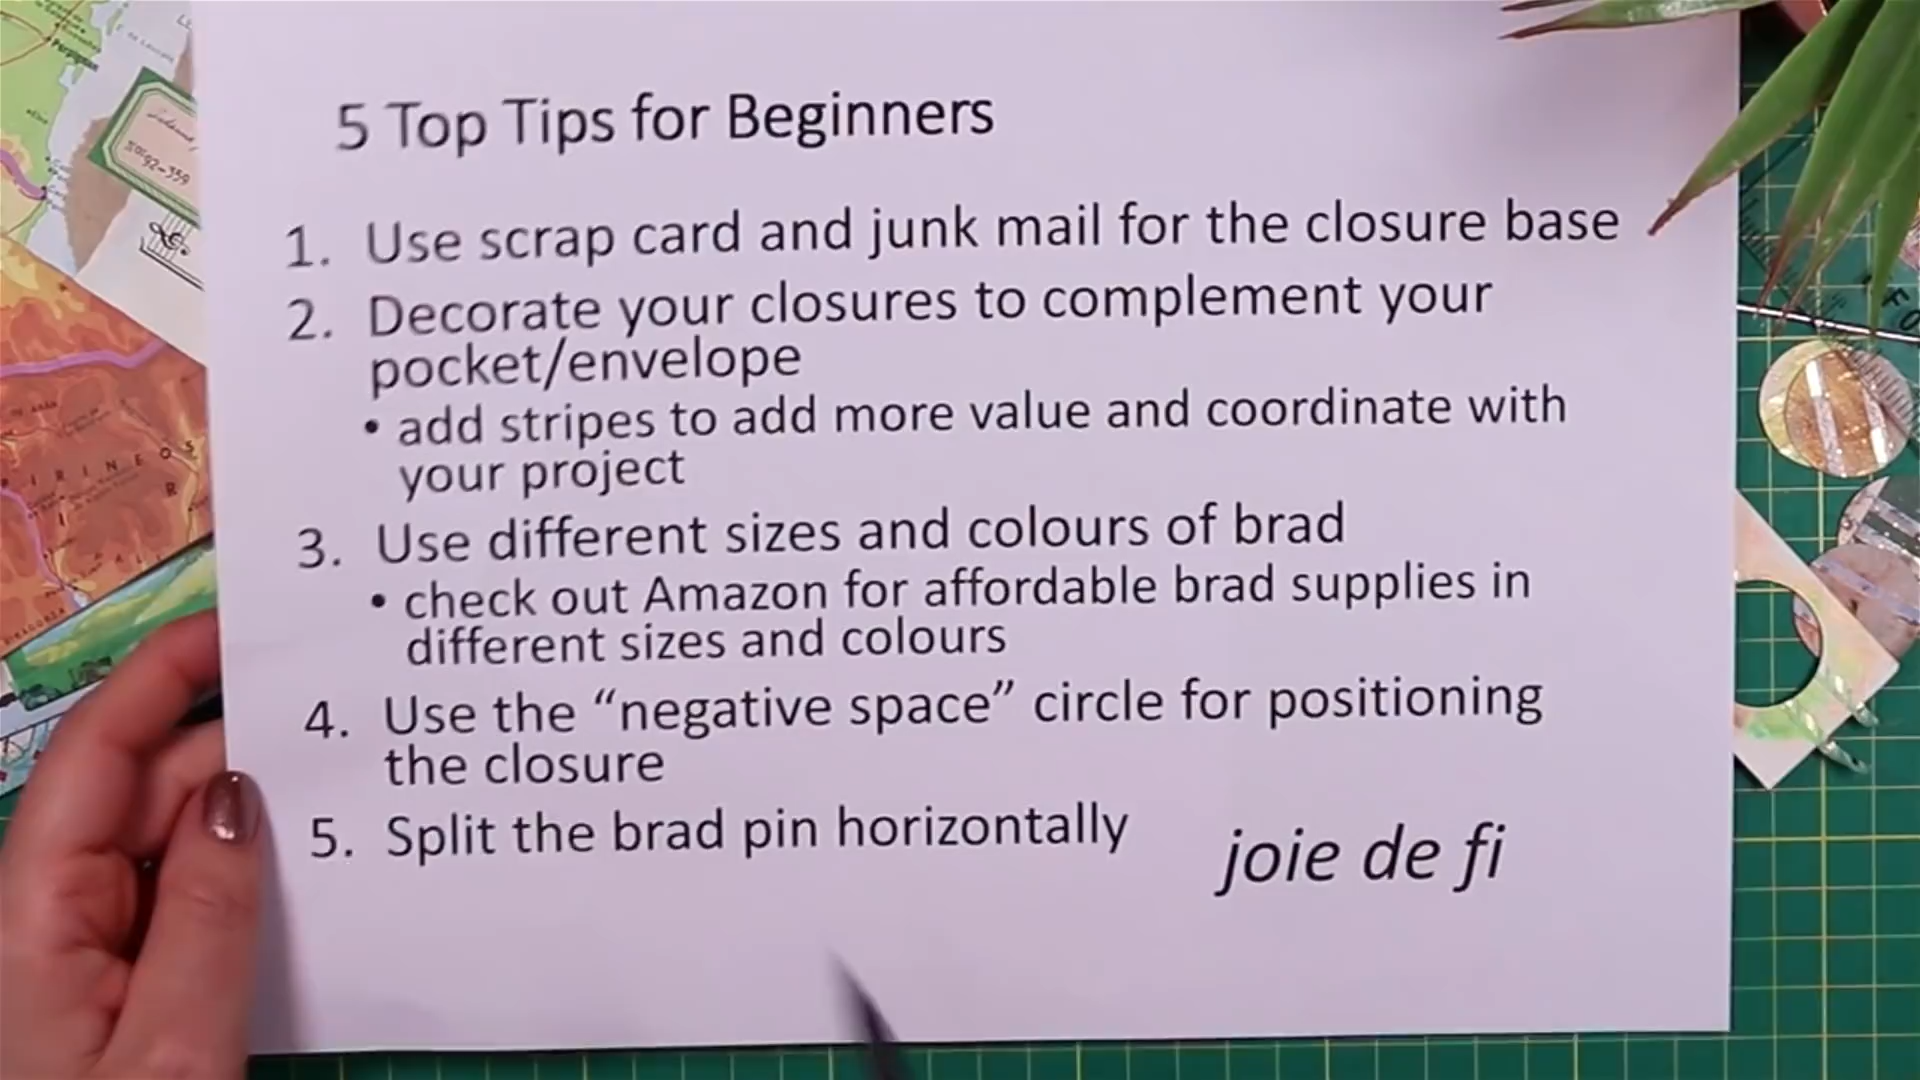 5 Top Tips for Beginners
1. Use scrap card and junk mail for the closure base
2. Decorate your closures to complement your
pocket/envelope
• add stripes to add more value and coordinate with
your project
3. Use different sizes and colours of brad
• check out Amazon for affordable brad supplies in
different sizes and colours
4. Use the “negative space” circle for positioning
the closure
5. Split the brad pin horizontally
joie de fi